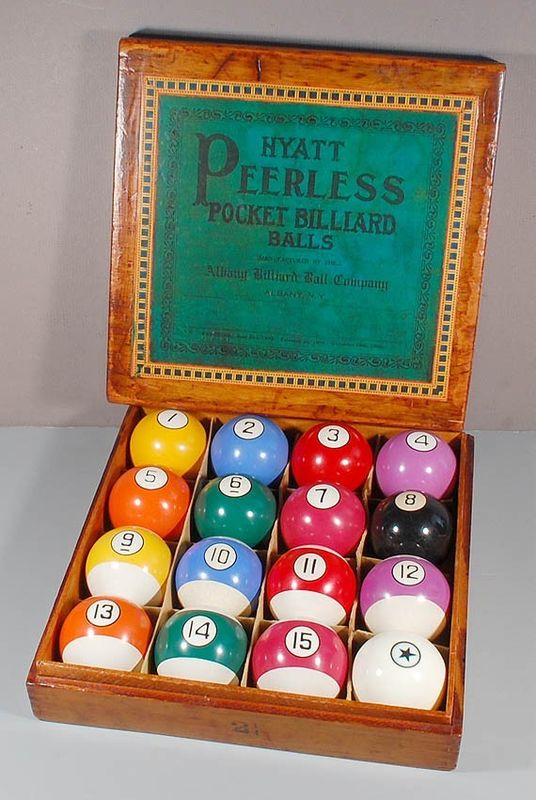 HYATT
PEERLESS
POCKET BILLIARD
BALLS
MANUFACTURED BY THE
Albany Billiard Ball Company
ALBANY, N.Y.
1 2 3 4
5 6 7 8
9 10 11 12
13 14 15